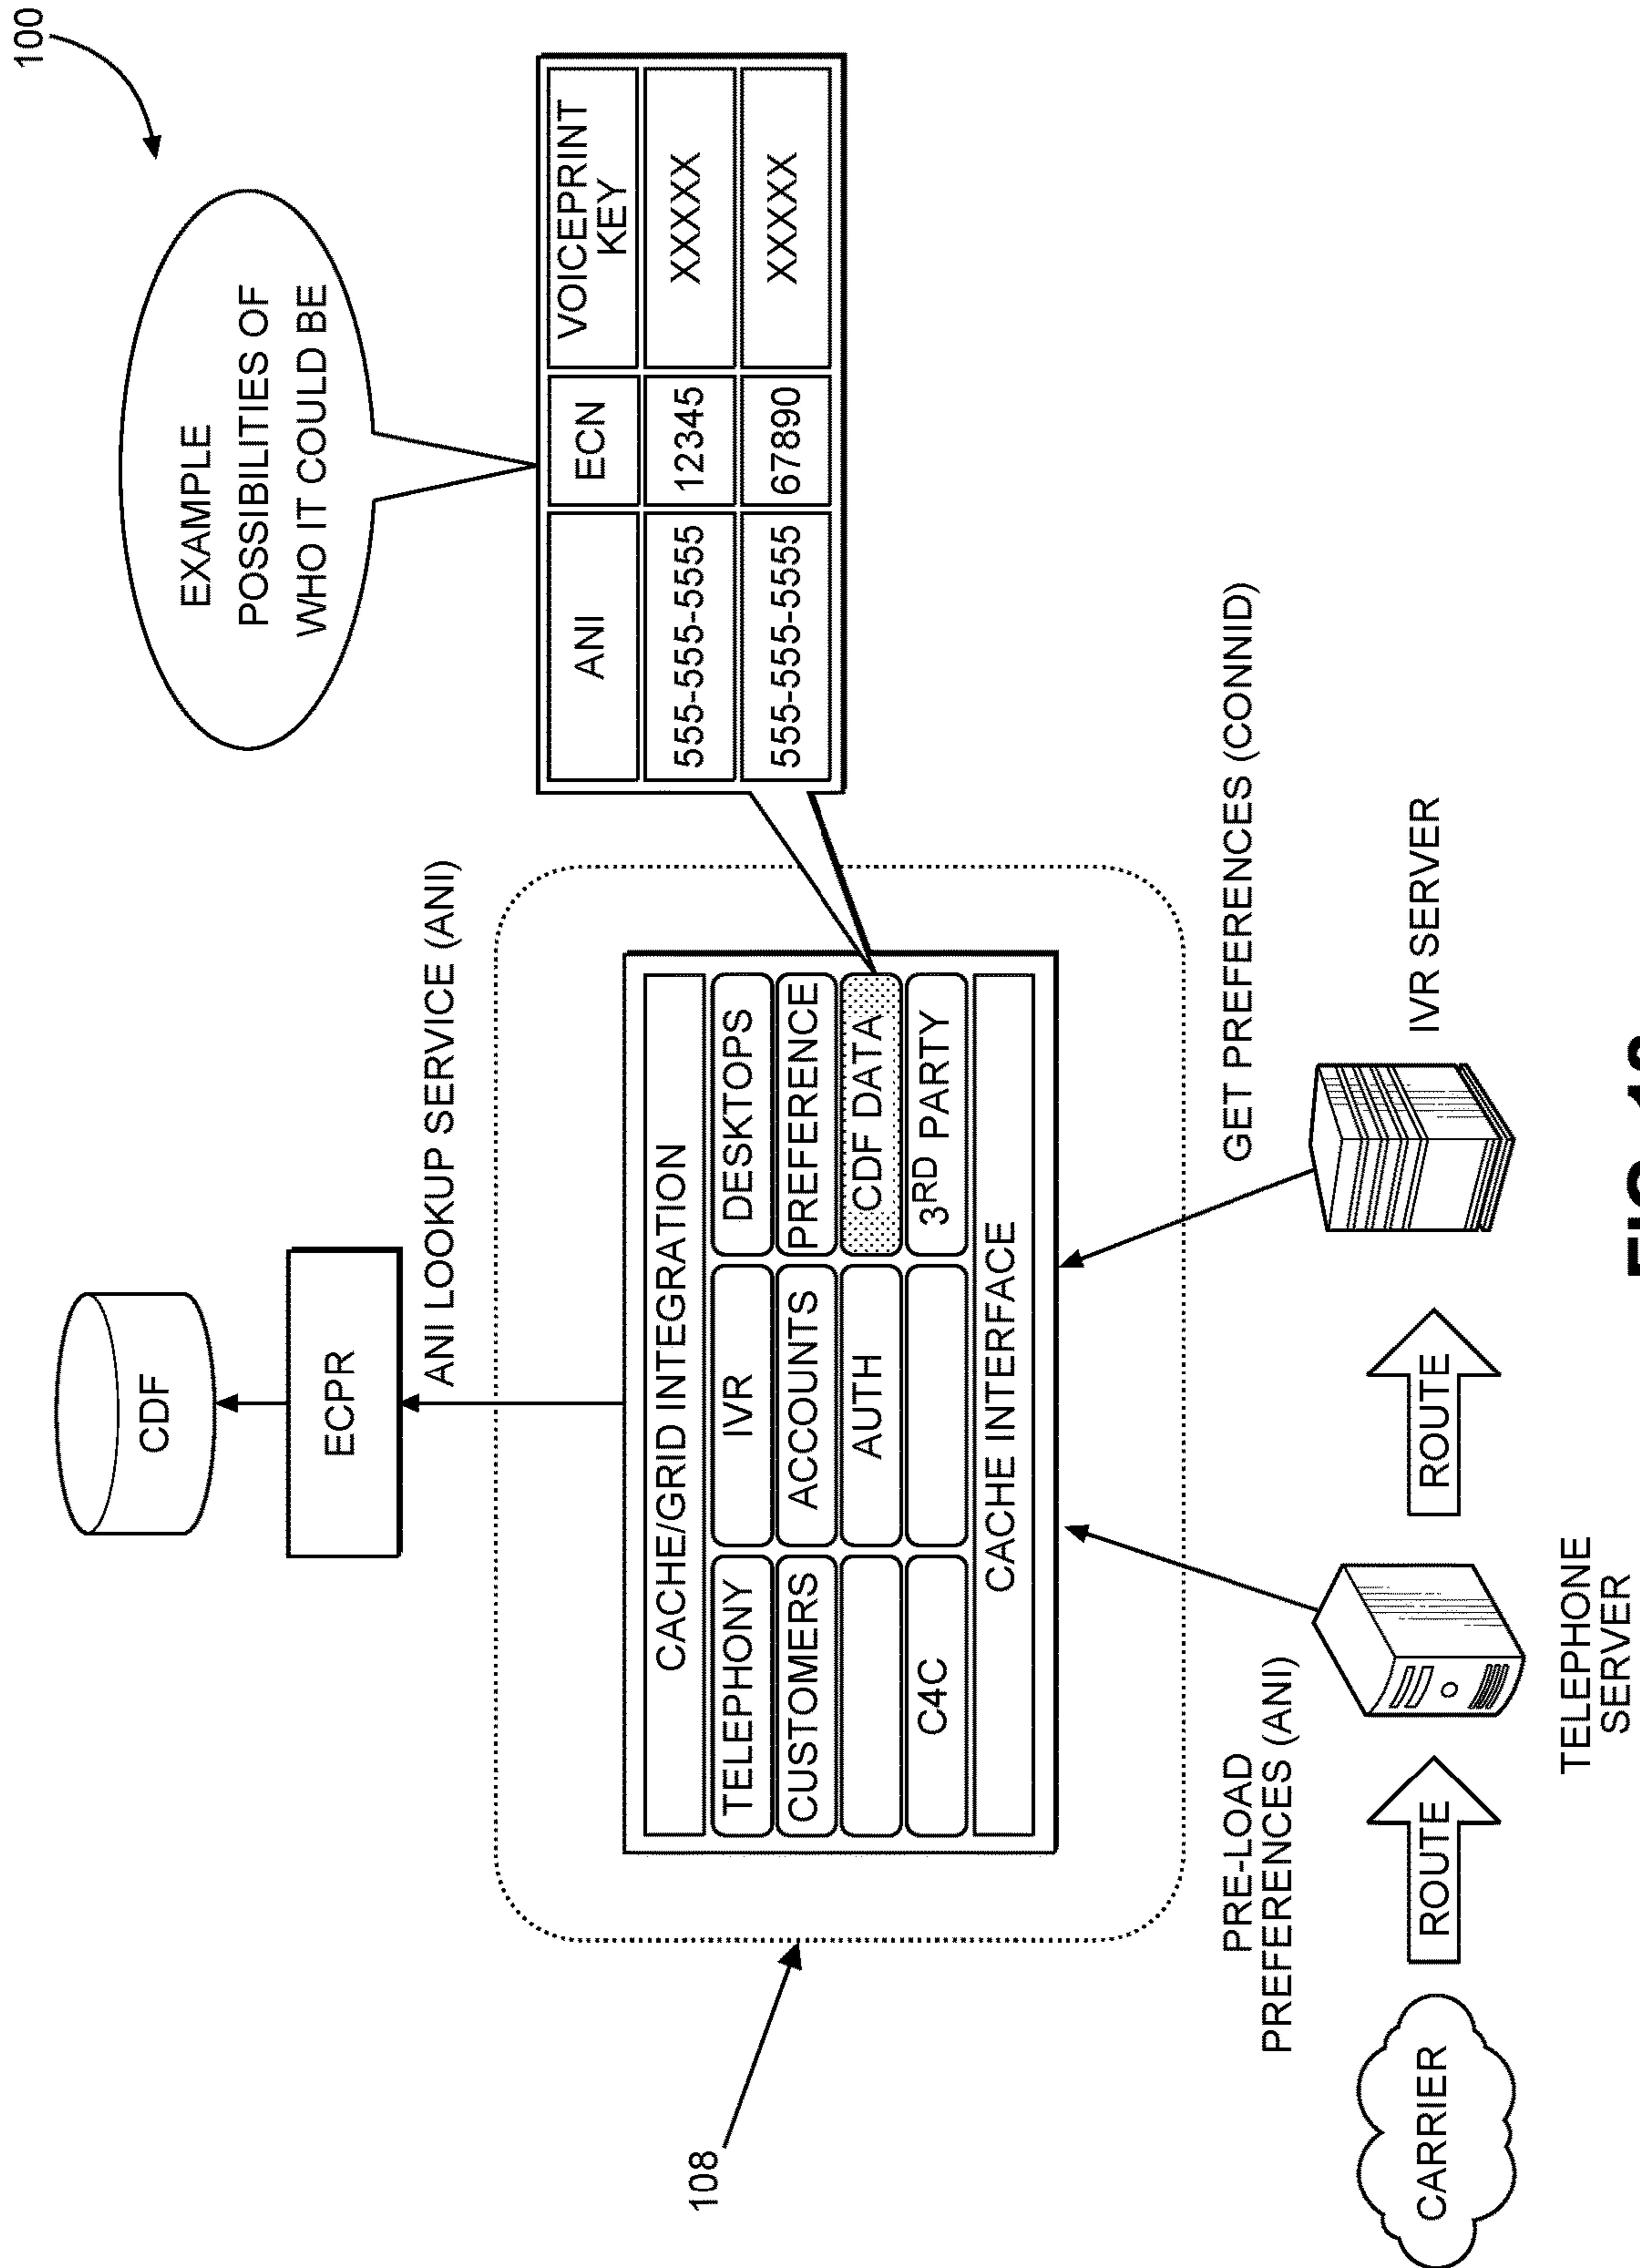 100
EXAMPLE
POSSIBILITIES OF
WHO IT COULD BE
CDF
ECPR
ANI LOOKUP SERVICE (ANI)
ANI
ECN
VOICEPRINT
KEY
555-555-5555
12345
XXXXX
555-555-5555
67890
XXXXX
108
CACHE/GRID INTEGRATION
TELEPHONY
IVR
DESKTOPS
CUSTOMERS
ACCOUNTS
PREFERENCE
AUTH
CDF DATA
C4C
3RD PARTY
CACHE INTERFACE
PRE-LOAD
PREFERENCES (ANI)
GET PREFERENCES (CONNID)
CARRIER
ROUTE
ROUTE
IVR SERVER
TELEPHONE
SERVER